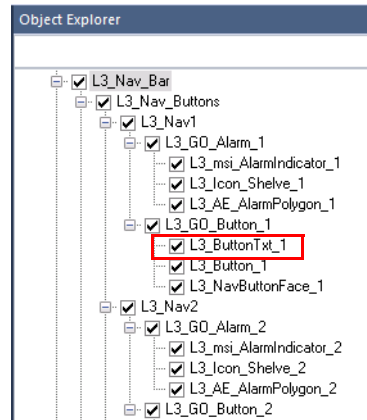 Object Explorer
L3_Nav_Bar
L3_Nav_Buttons
L3_Nav1
L3_GO_Alarm_1
L3_msi_AlarmIndicator_1
L3_Icon_Shelve_1
L3_AE_AlarmPolygon_1
L3_GO_Button_1
L3_ButtonTxt_1
L3_Button_1
L3_NavButtonFace_1
L3_Nav2
L3_GO_Alarm_2
L3_msi_AlarmIndicator_2
L3_Icon_Shelve_2
L3_AE_AlarmPolygon_2
L3_GO_Button_2